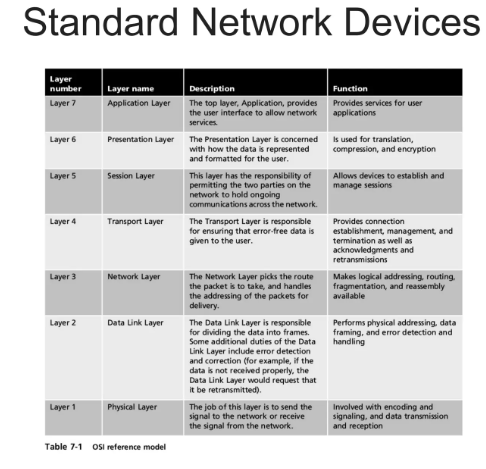 Standard Network Devices
Layer number Layer name Description Function
Layer 7 Application Layer The top layer, Application, provides the user interface to allow network services. Provides services for user applications
Layer 6 Presentation Layer The Presentation Layer is concerned with how the data is represented and formatted for the user. Is used for translation, compression, and encryption
Layer 5 Session Layer This layer has the responsibility of permitting the two parties on the network to hold ongoing communications across the network. Allows devices to establish and manage sessions
Layer 4 Transport Layer The Transport Layer is responsible for ensuring that error-free data is given to the user. Provides connection establishment, management, and termination as well as acknowledgments and retransmissions
Layer 3 Network Layer The Network Layer picks the route the packet is to take, and handles the addressing of the packets for delivery. Makes logical addressing, routing, fragmentation, and reassembly available
Layer 2 Data Link Layer The Data Link Layer is responsible for dividing the data into frames. Some additional duties of the Data Link Layer include error detection and correction (for example, if the data is not received properly, the Data Link Layer would request that it be retransmitted). Performs physical addressing, data framing, and error detection and handling
Layer 1 Physical Layer The job of this layer is to send the signal to the network or receive the signal from the network. Involved with encoding and signaling, and data transmission and reception
Table 7-1 OSI reference model